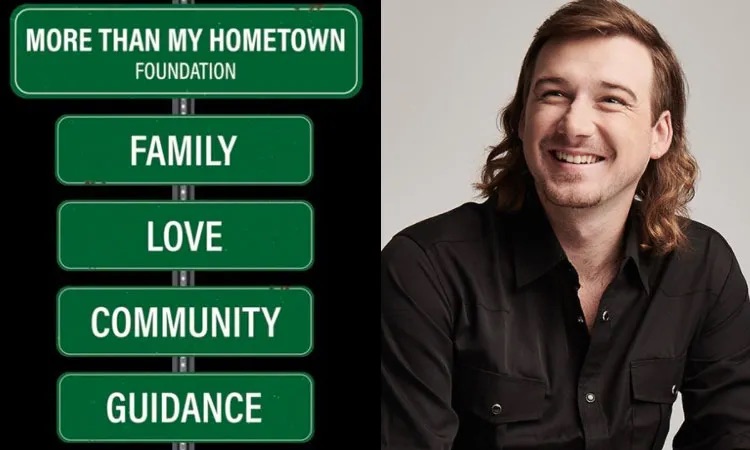 MORE THAN MY HOMETOWN
FOUNDATION
FAMILY
LOVE
COMMUNITY
GUIDANCE